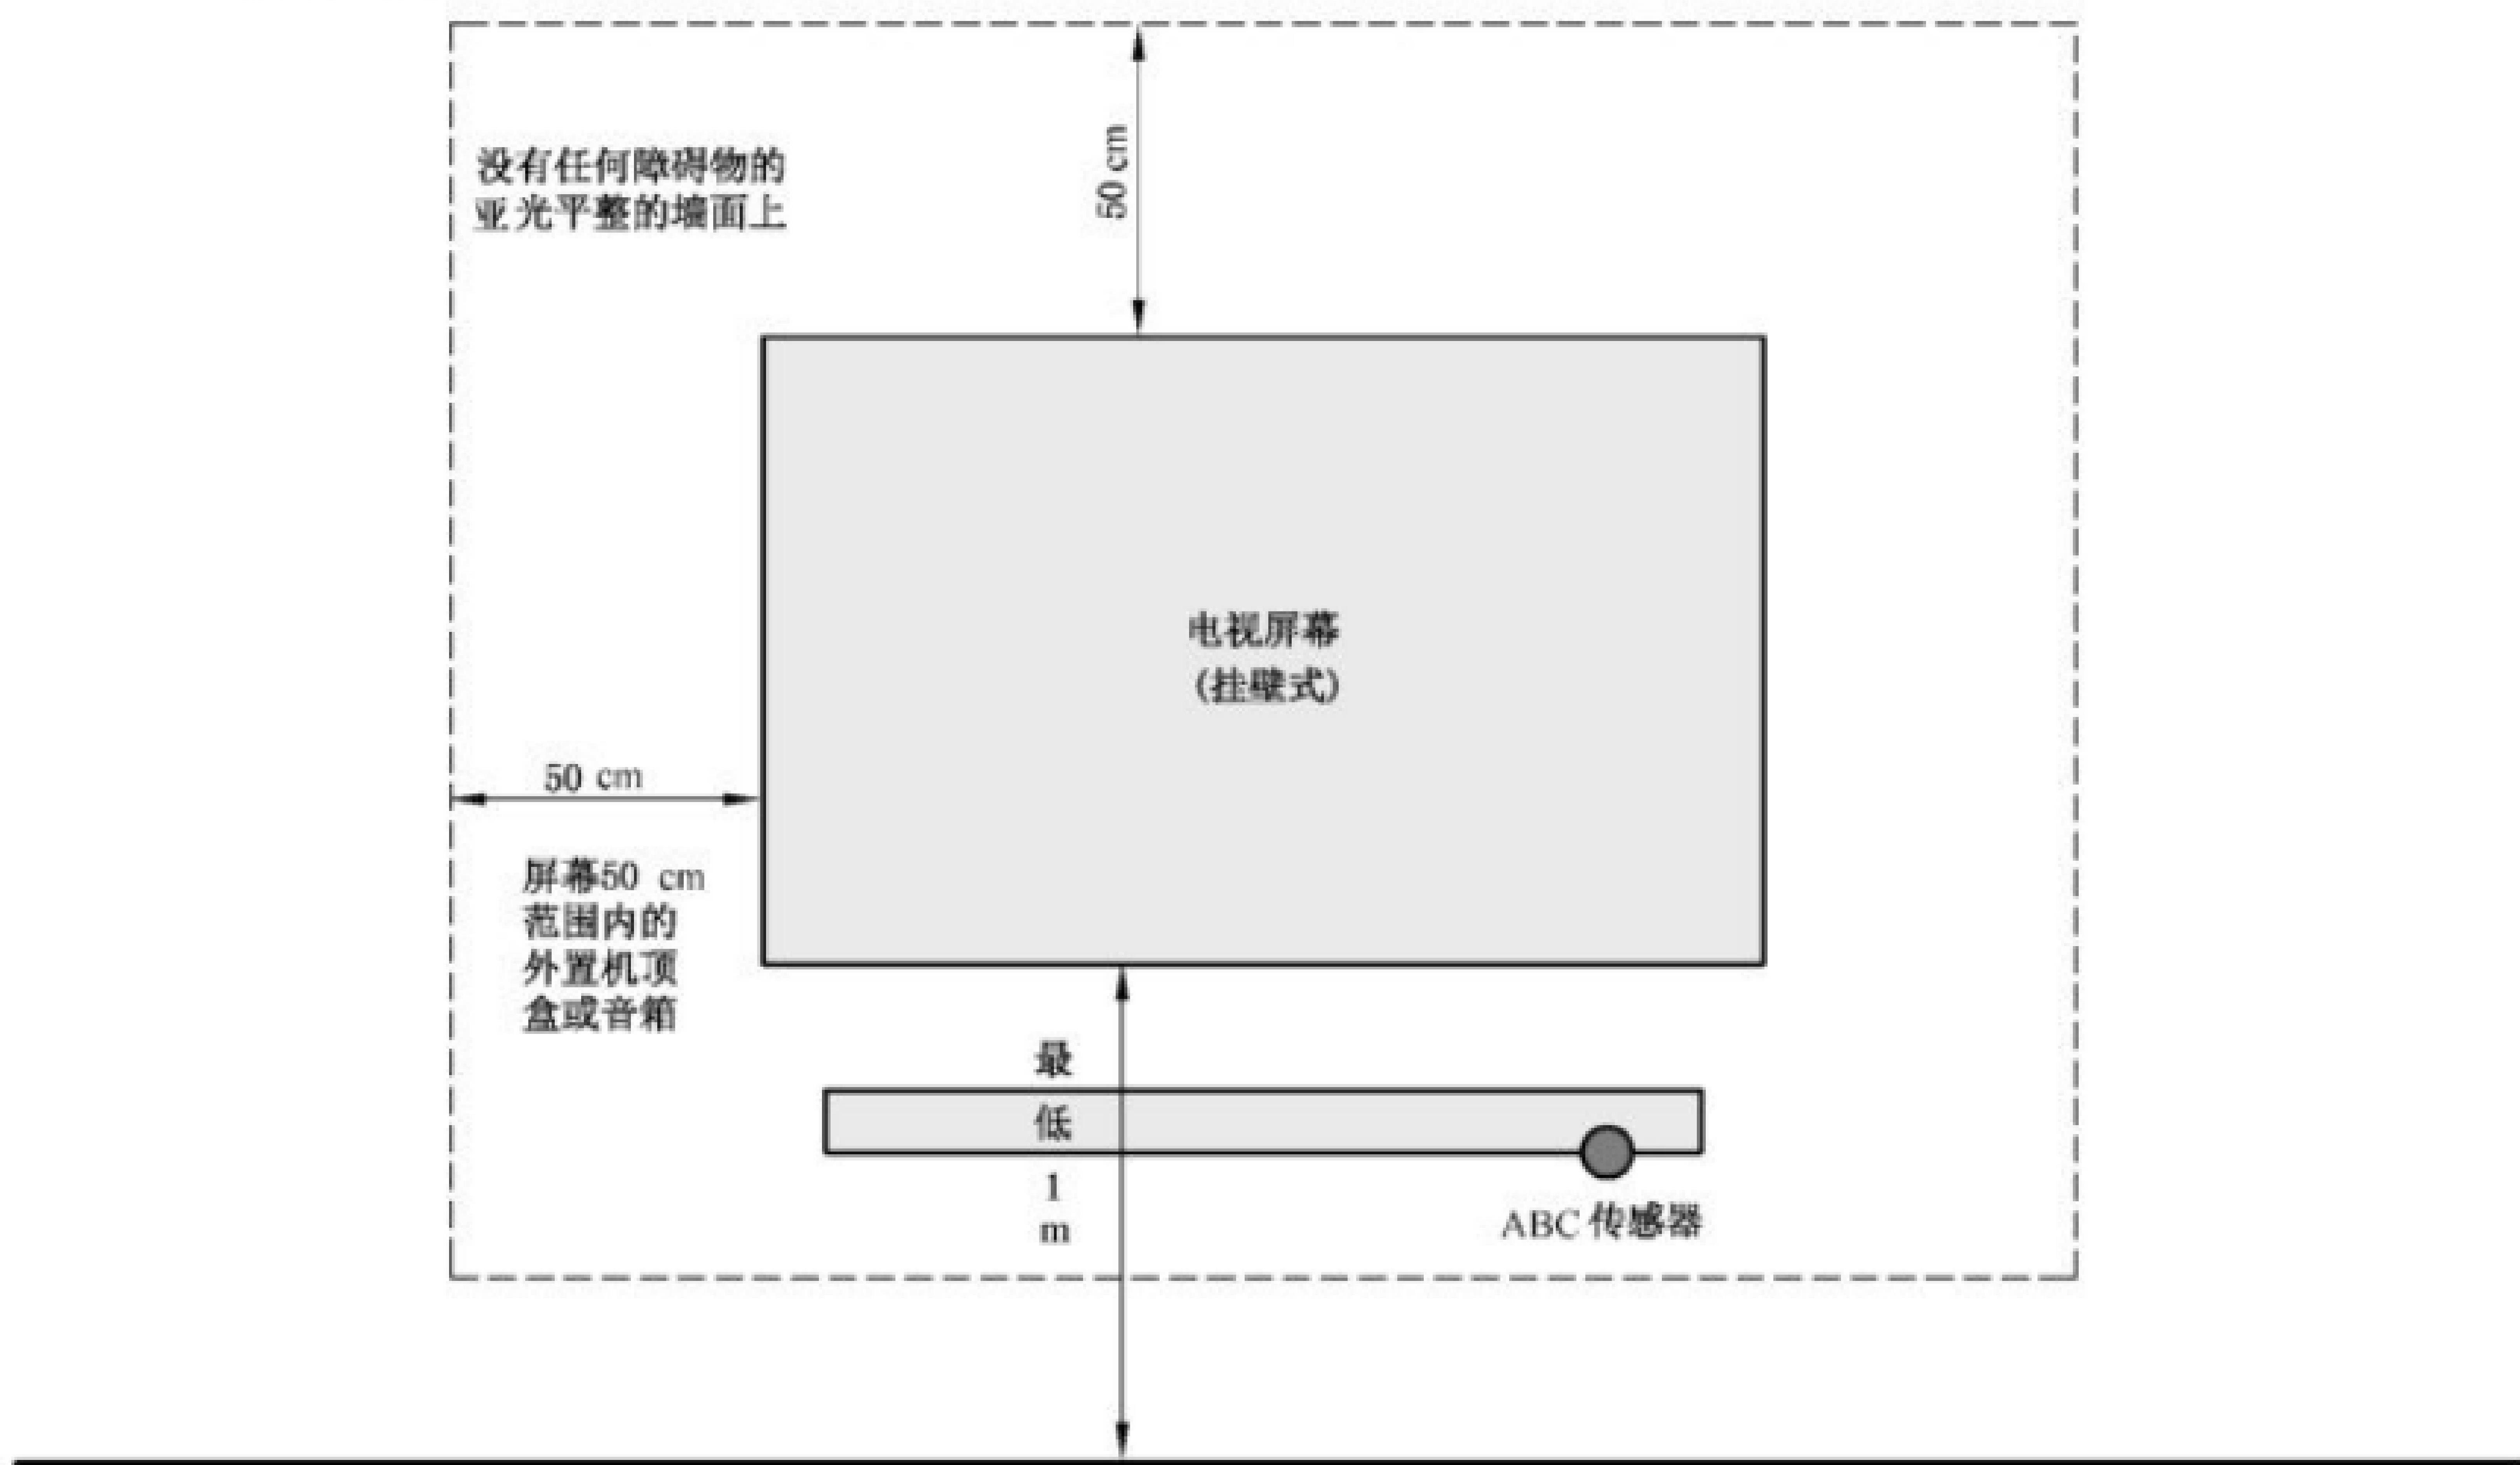 没有任何障碍物的
亚光平整的墙面上
50 cm
电视屏幕
(挂壁式)
50 cm
屏幕50 cm
范围内的
外置机顶
盒或音箱
最
低
1
m
ABC 传感器